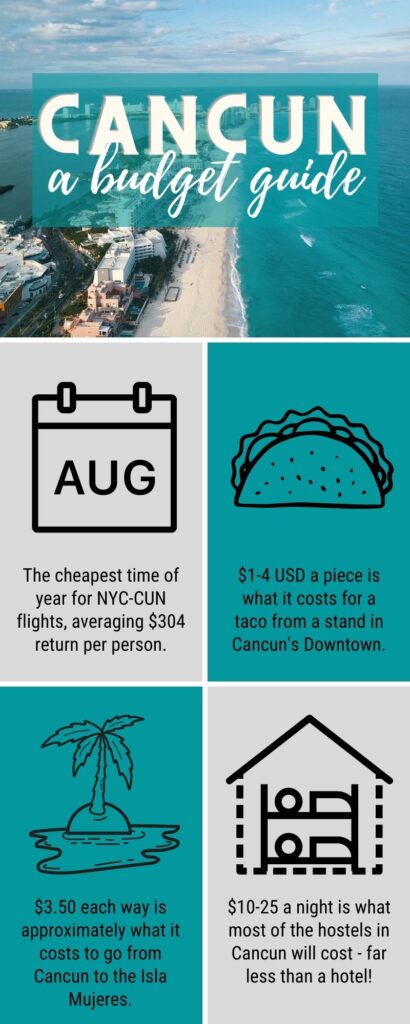 CANCUN
a budget guide
AUG
The cheapest time of
year for NYC-CUN
flights, averaging $304
return per person.
$1-4 USD a piece is
what it costs for a
taco from a stand in
Cancun's Downtown.
$3.50 each way is
approximately what it
costs to go from
Cancun to the Isla
Mujeres.
$10-25 a night is what
most of the hostels in
Cancun will cost - far
less than a hotel!